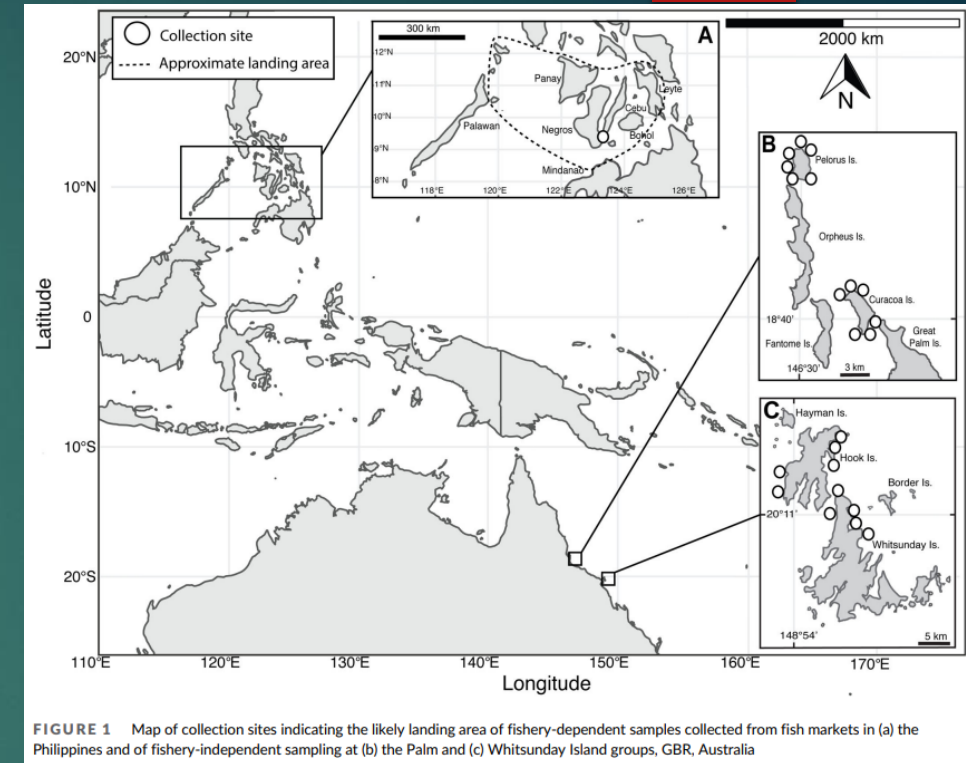 Collection site
Approximate landing area
300 km
A
12°N
11°N
10°N
9°N
8°N
Panay
Leyte
Cebu
Palawan
Negros
Bohol
Mindanao
118°E 120°E 122°E 124°E 126°E
2000 km
N
B
Pelorus Is.
Orpheus Is.
Curacoa Is.
18°40'
Fantome Is.
Great
Palm Is.
146°30'
3 km
C
Hayman Is.
Hook Is.
Border Is.
20°11'
Whitsunday Is.
148°54'
5 km
20°N
10°N
0
10°S
20°S
Latitude
110°E 120°E 130°E 140°E 150°E 160°E 170°E
Longitude
FIGURE 1 Map of collection sites indicating the likely landing area of fishery-dependent samples collected from fish markets in (a) the
Philippines and of fishery-independent sampling at (b) the Palm and (c) Whitsunday Island groups, GBR, Australia